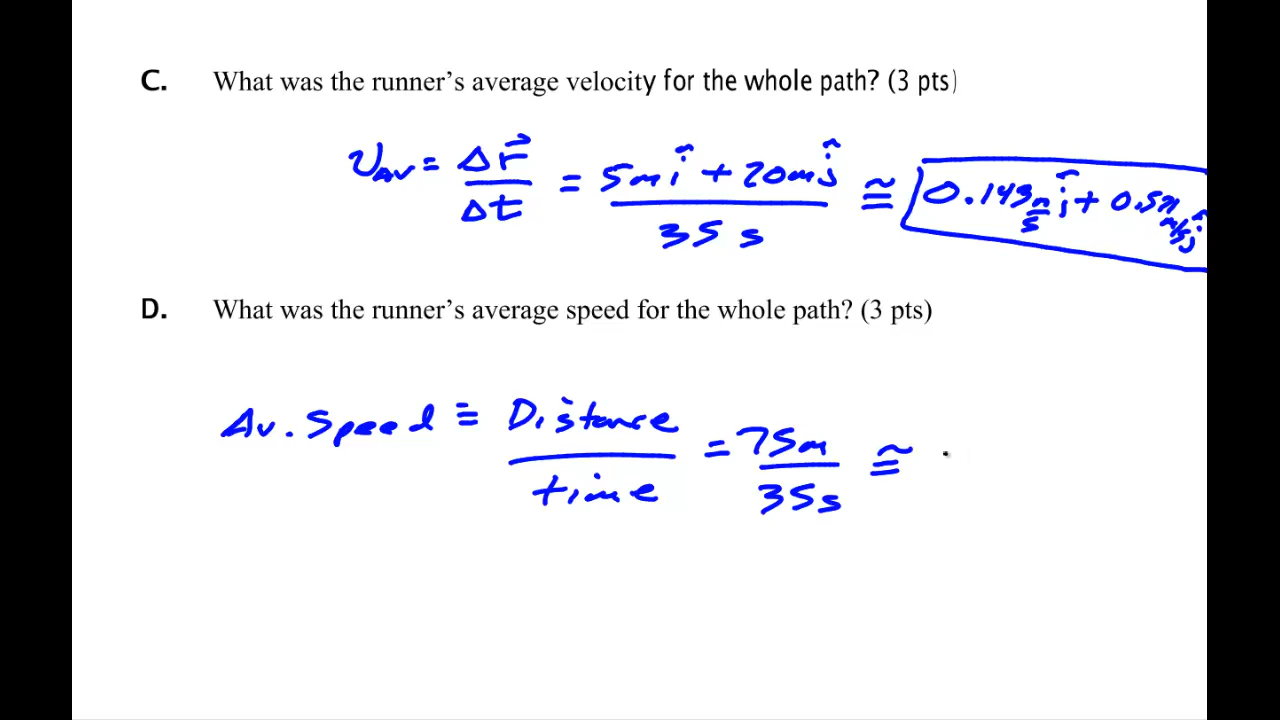 C. What was the runner's average velocity for the whole path? (3 pts)
v_AV = Δr⃗/Δt = (5m î + 20m ĵ)/35 s ≅ 0.143 m/s î + 0.571 m/s ĵ
D. What was the runner's average speed for the whole path? (3 pts)
Av. Speed ≡ Distance/time = 75m/35s ≅